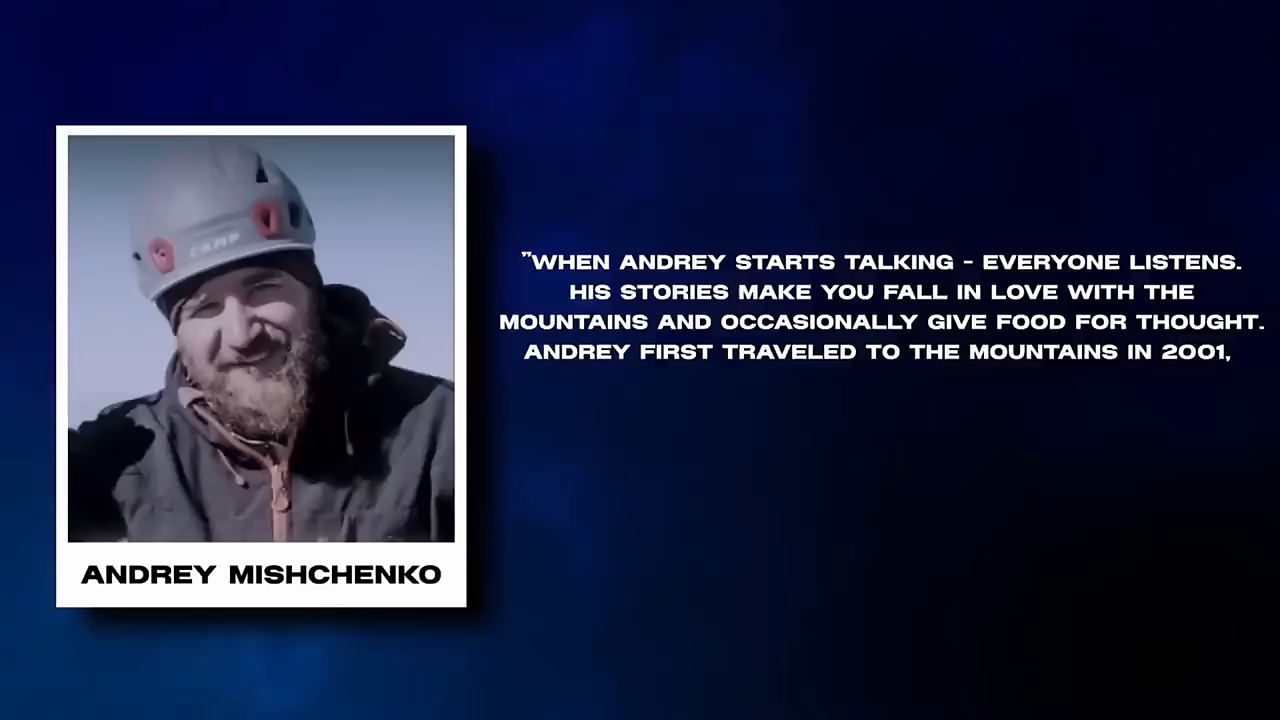 CAMP
"WHEN ANDREY STARTS TALKING - EVERYONE LISTENS.
HIS STORIES MAKE YOU FALL IN LOVE WITH THE
MOUNTAINS AND OCCASIONALLY GIVE FOOD FOR THOUGHT.
ANDREY FIRST TRAVELED TO THE MOUNTAINS IN 2001,
ANDREY MISHCHENKO